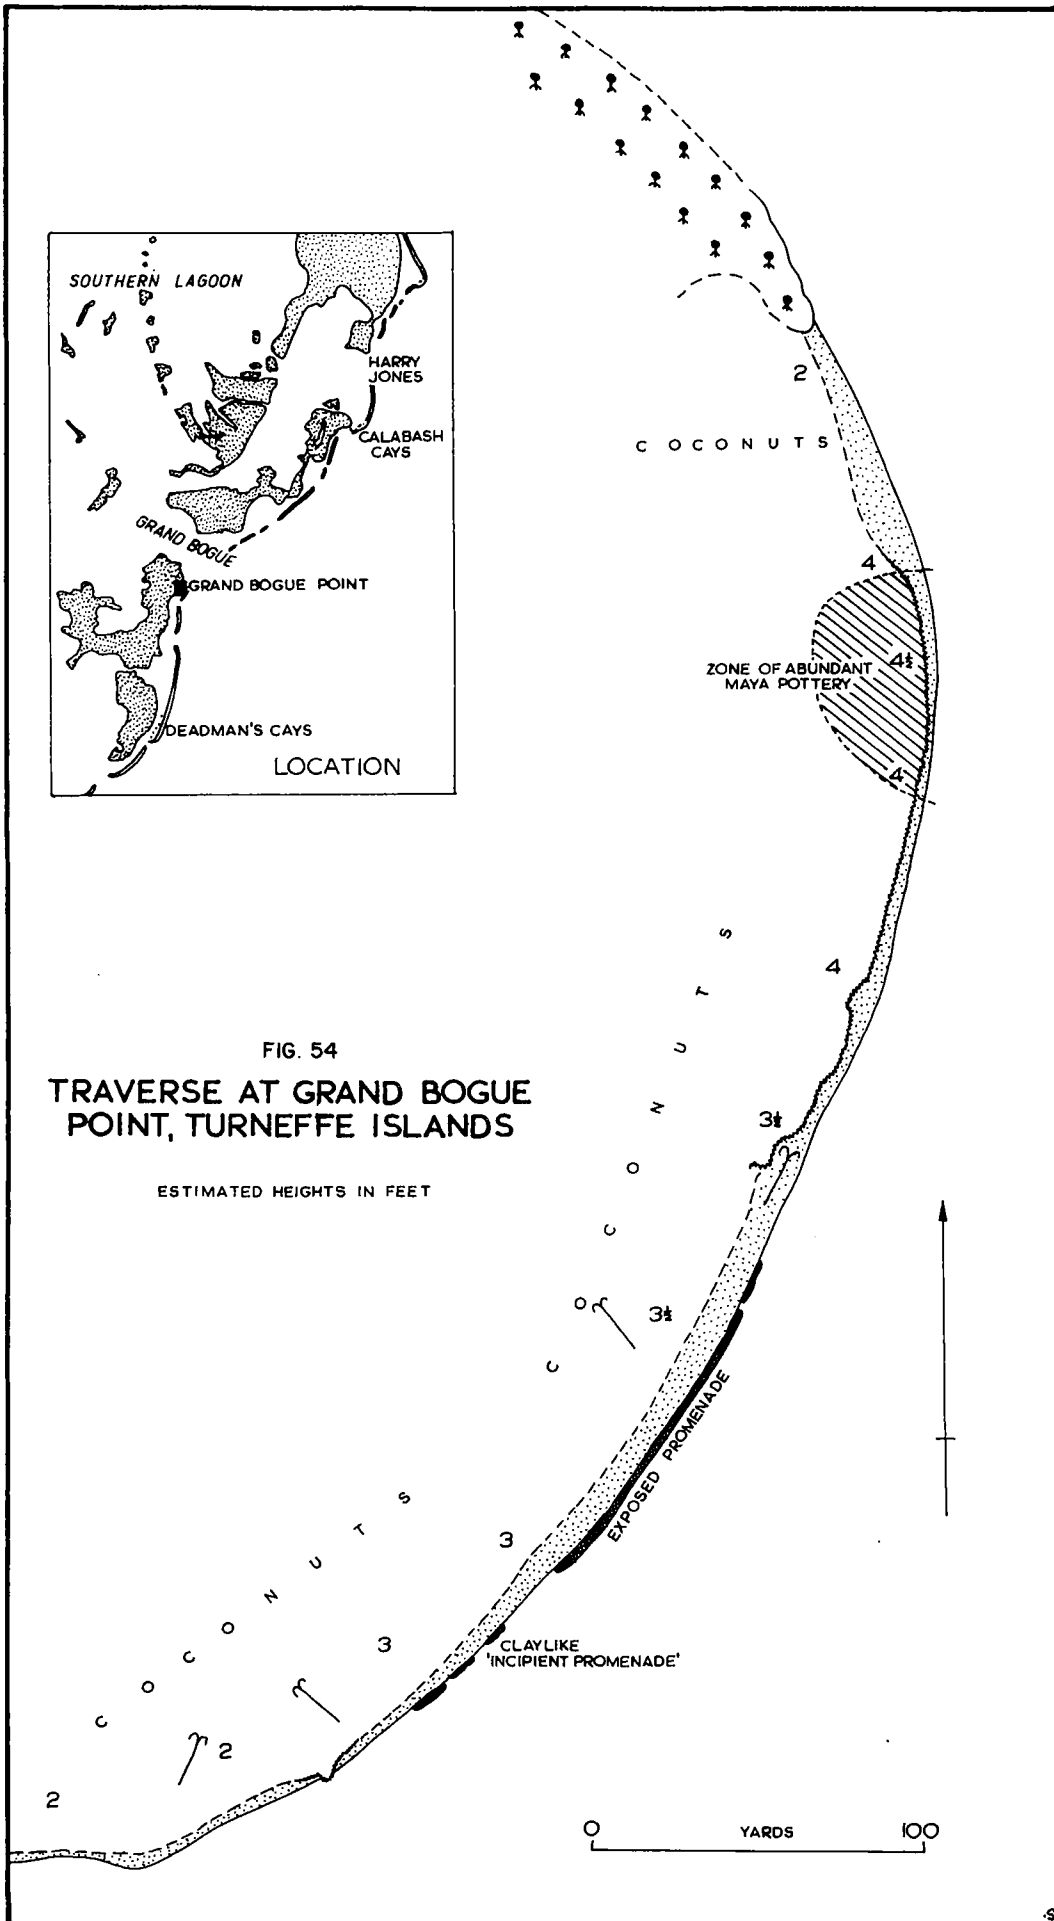 SOUTHERN LAGOON
HARRY
JONES
CALABASH
CAYS
GRAND BOGUE
GRAND BOGUE POINT
DEADMAN'S CAYS
LOCATION
2
COCONUTS
4
4½
ZONE OF ABUNDANT
MAYA POTTERY
4
4
COCONUTS
FIG. 54
TRAVERSE AT GRAND BOGUE
POINT, TURNEFFE ISLANDS
ESTIMATED HEIGHTS IN FEET
3½
3½
EXPOSED PROMENADE
3
COCONUTS
3
CLAYLIKE
'INCIPIENT PROMENADE'
2
2
0 YARDS 100